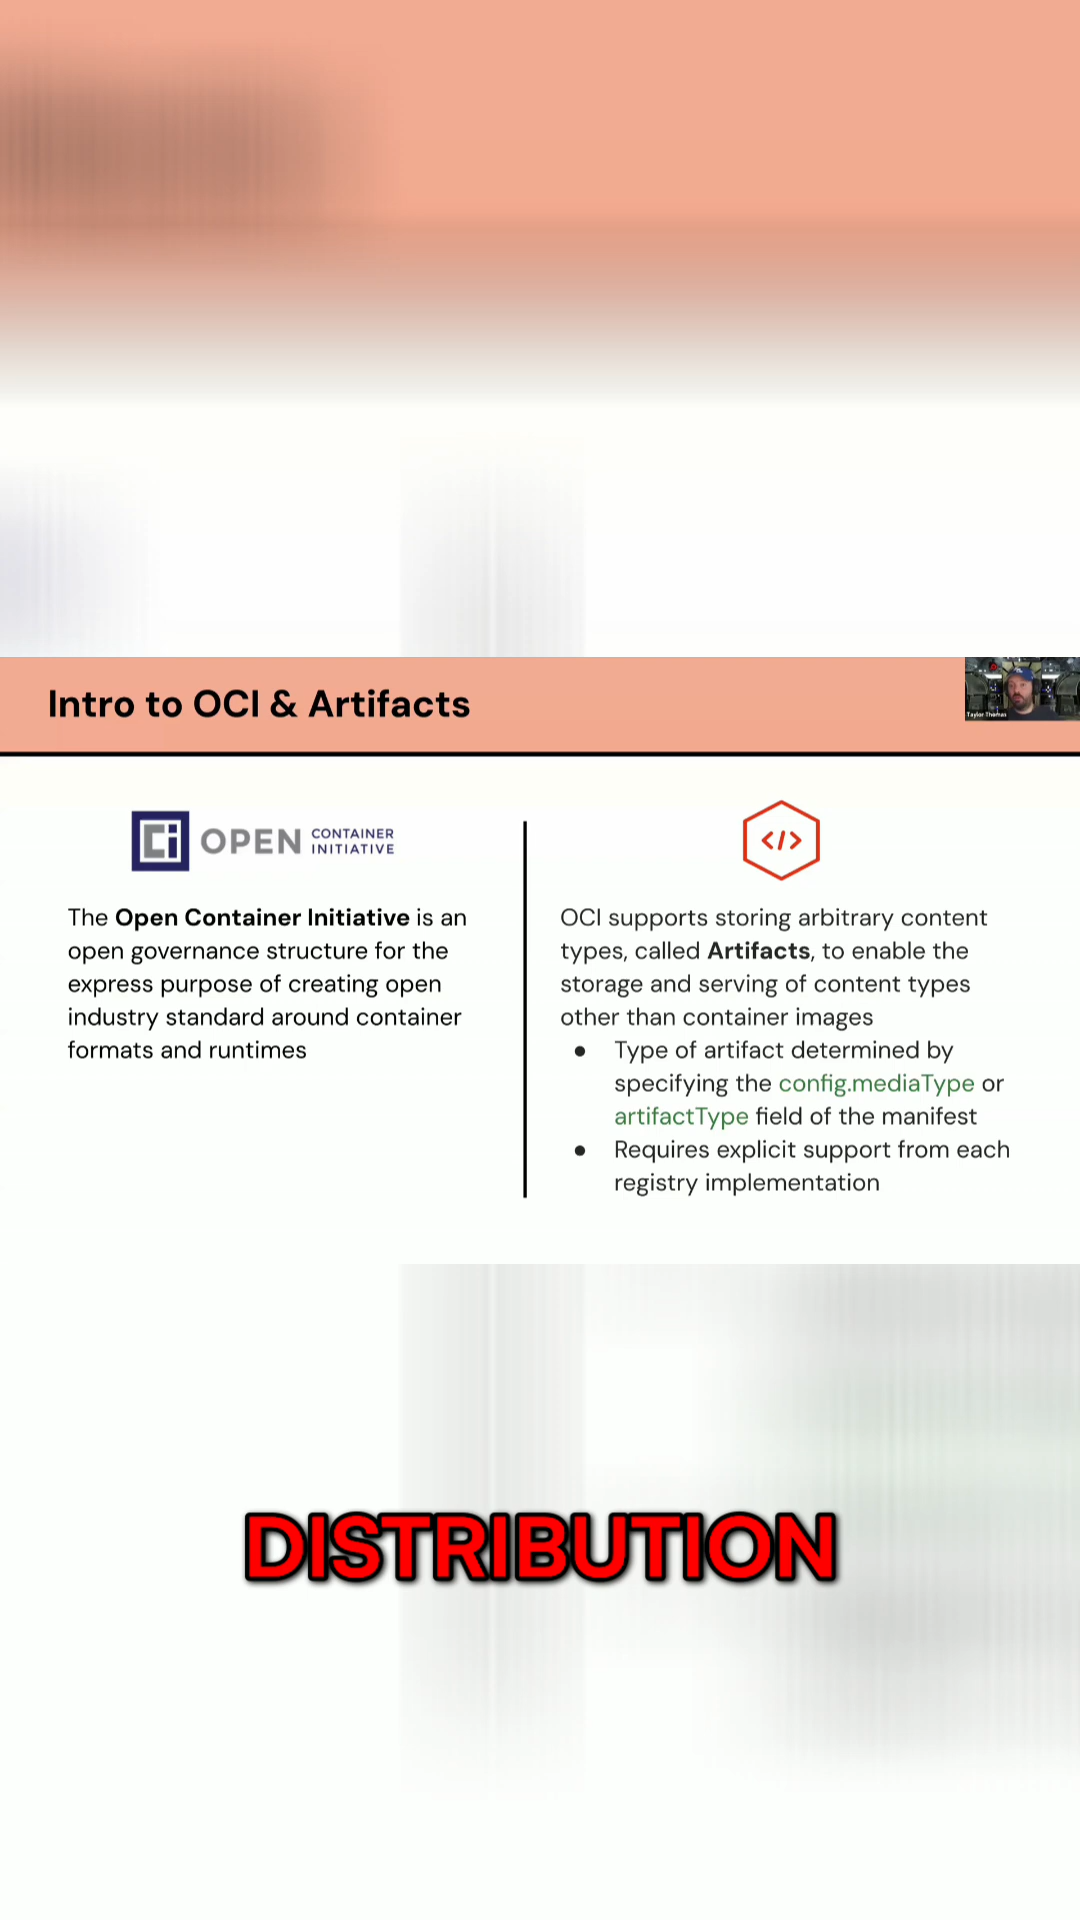 Intro to OCI & Artifacts
Taylor Thomas
OPEN CONTAINER INITIATIVE
The Open Container Initiative is an
open governance structure for the
express purpose of creating open
industry standard around container
formats and runtimes
</>
OCI supports storing arbitrary content
types, called Artifacts, to enable the
storage and serving of content types
other than container images
● Type of artifact determined by
specifying the config.mediaType or
artifactType field of the manifest
● Requires explicit support from each
registry implementation
DISTRIBUTION